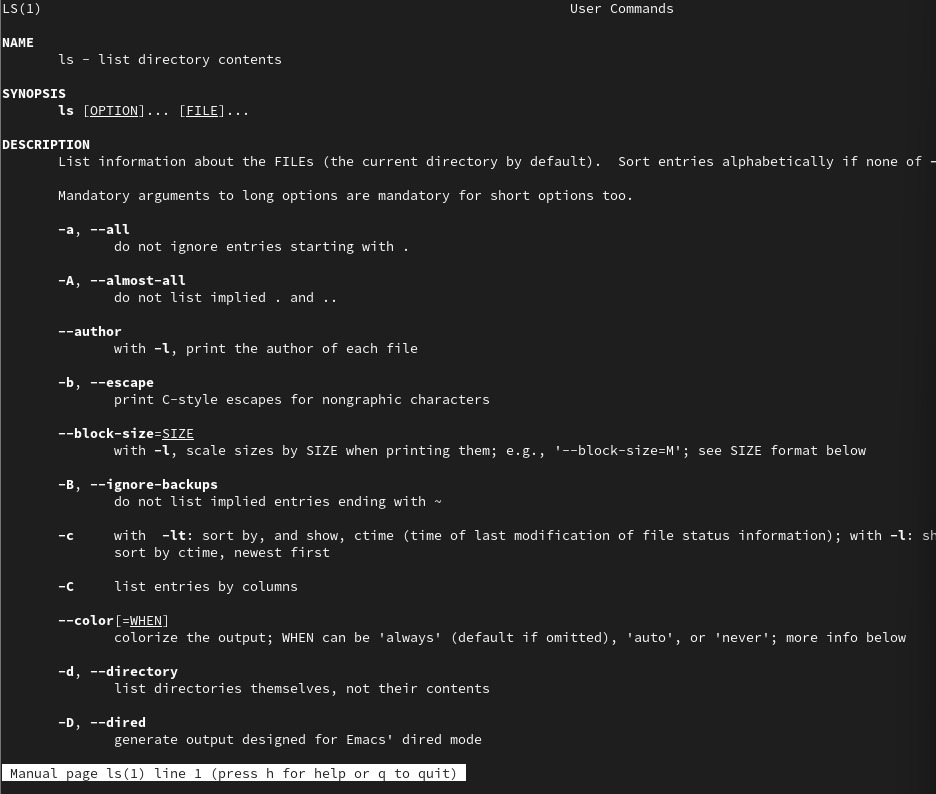 LS(1) User Commands
NAME
ls - list directory contents
SYNOPSIS
ls [OPTION]... [FILE]...
DESCRIPTION
List information about the FILEs (the current directory by default).  Sort entries alphabetically if none of -
Mandatory arguments to long options are mandatory for short options too.
-a, --all
do not ignore entries starting with .
-A, --almost-all
do not list implied . and ..
--author
with -l, print the author of each file
-b, --escape
print C-style escapes for nongraphic characters
--block-size=SIZE
with -l, scale sizes by SIZE when printing them; e.g., '--block-size=M'; see SIZE format below
-B, --ignore-backups
do not list implied entries ending with ~
-c with  -lt: sort by, and show, ctime (time of last modification of file status information); with -l: sh
sort by ctime, newest first
-C list entries by columns
--color[=WHEN]
colorize the output; WHEN can be 'always' (default if omitted), 'auto', or 'never'; more info below
-d, --directory
list directories themselves, not their contents
-D, --dired
generate output designed for Emacs' dired mode
Manual page ls(1) line 1 (press h for help or q to quit)